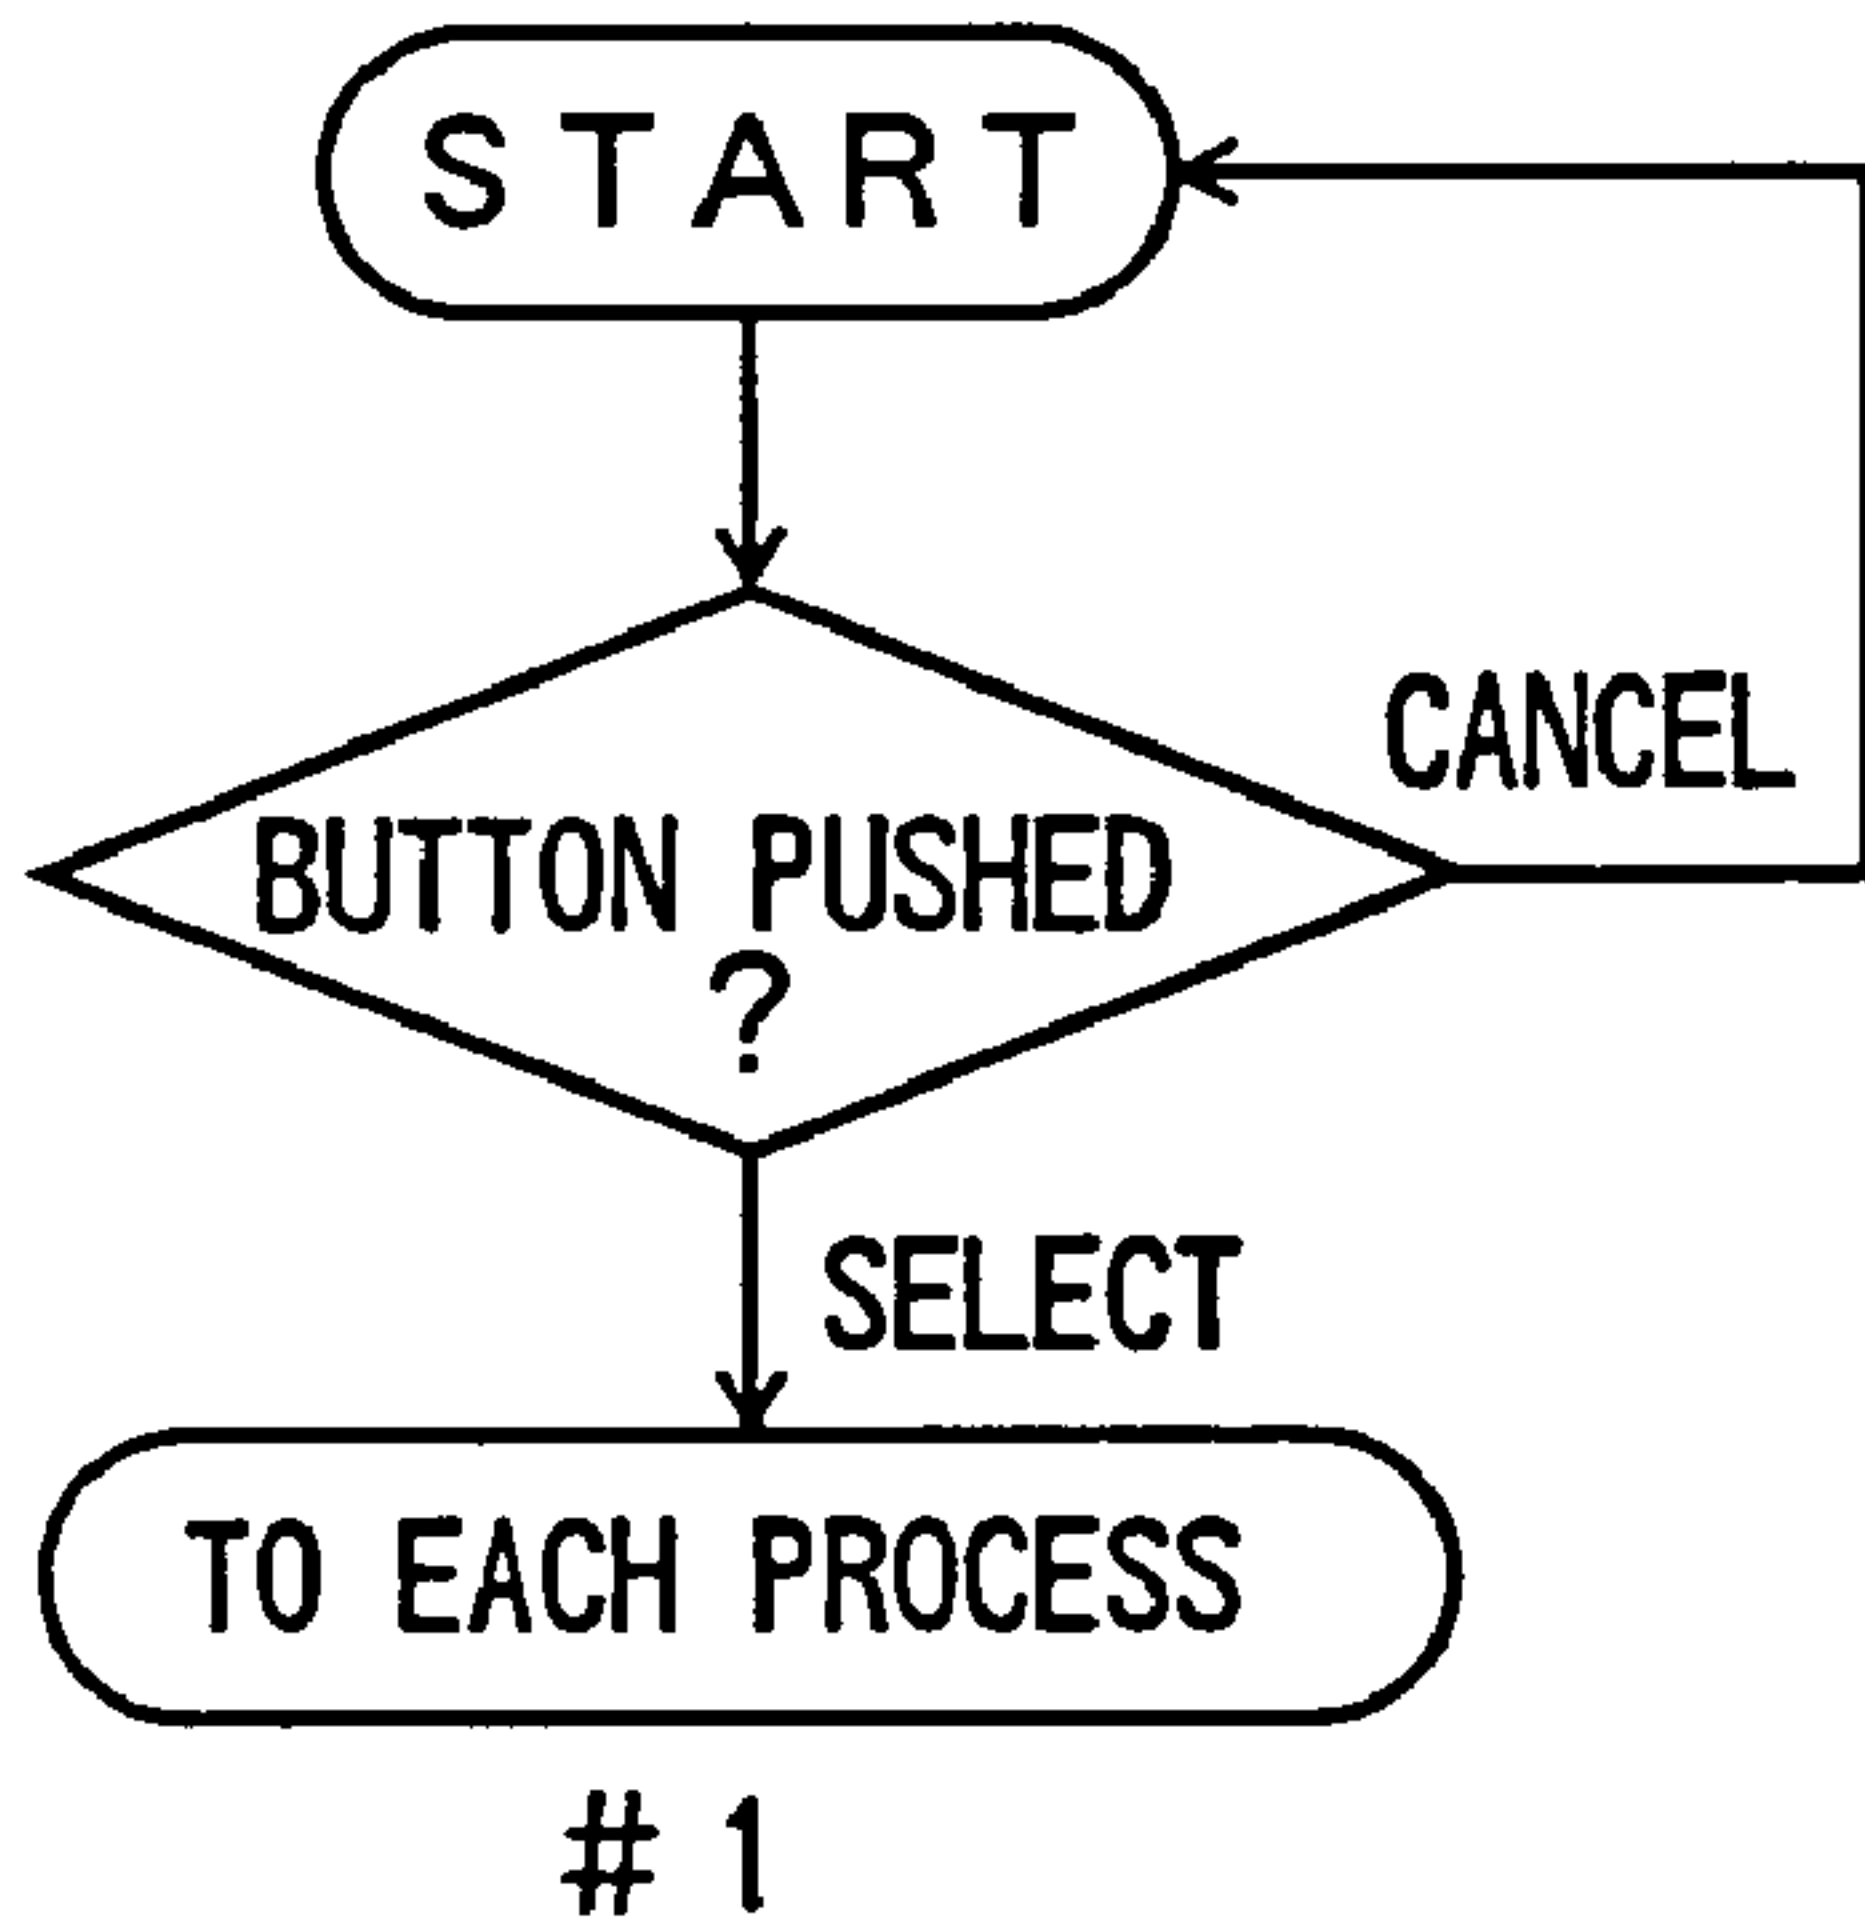 START
CANCEL
BUTTON PUSHED
?
SELECT
TO EACH PROCESS
# 1